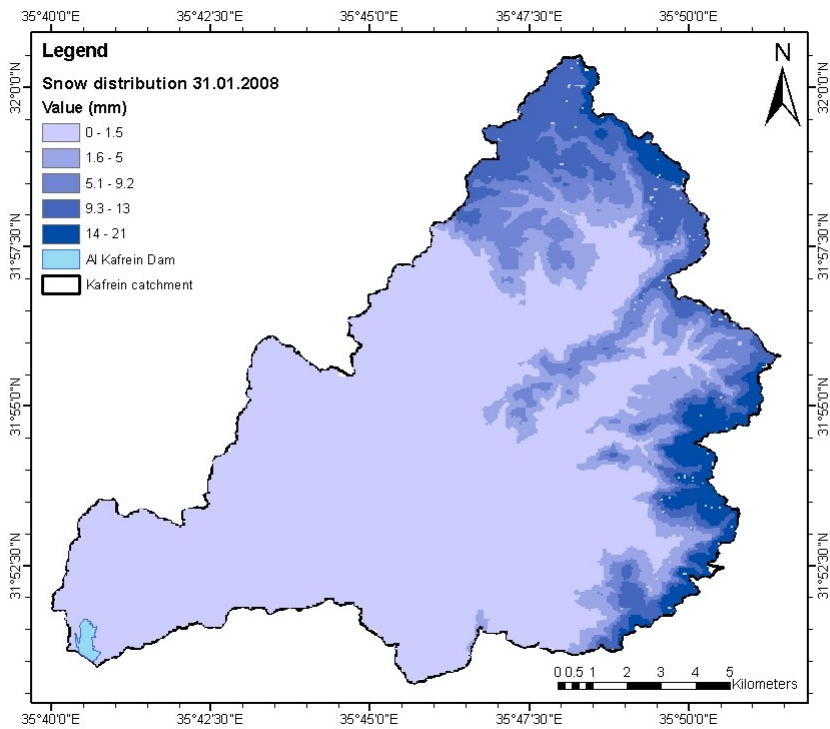 35°40'0"E 35°42'30"E 35°45'0"E 35°47'30"E 35°50'0"E
Legend
Snow distribution 31.01.2008
Value (mm)
0 - 1.5
1.6 - 5
5.1 - 9.2
9.3 - 13
14 - 21
Al Kafrein Dam
Kafrein catchment
N
32°0'0"N
31°57'30"N
31°55'0"N
31°52'30"N
32°0'0"N
31°57'30"N
31°55'0"N
31°52'30"N
0 0.5 1 2 3 4 5
Kilometers
35°40'0"E 35°42'30"E 35°45'0"E 35°47'30"E 35°50'0"E